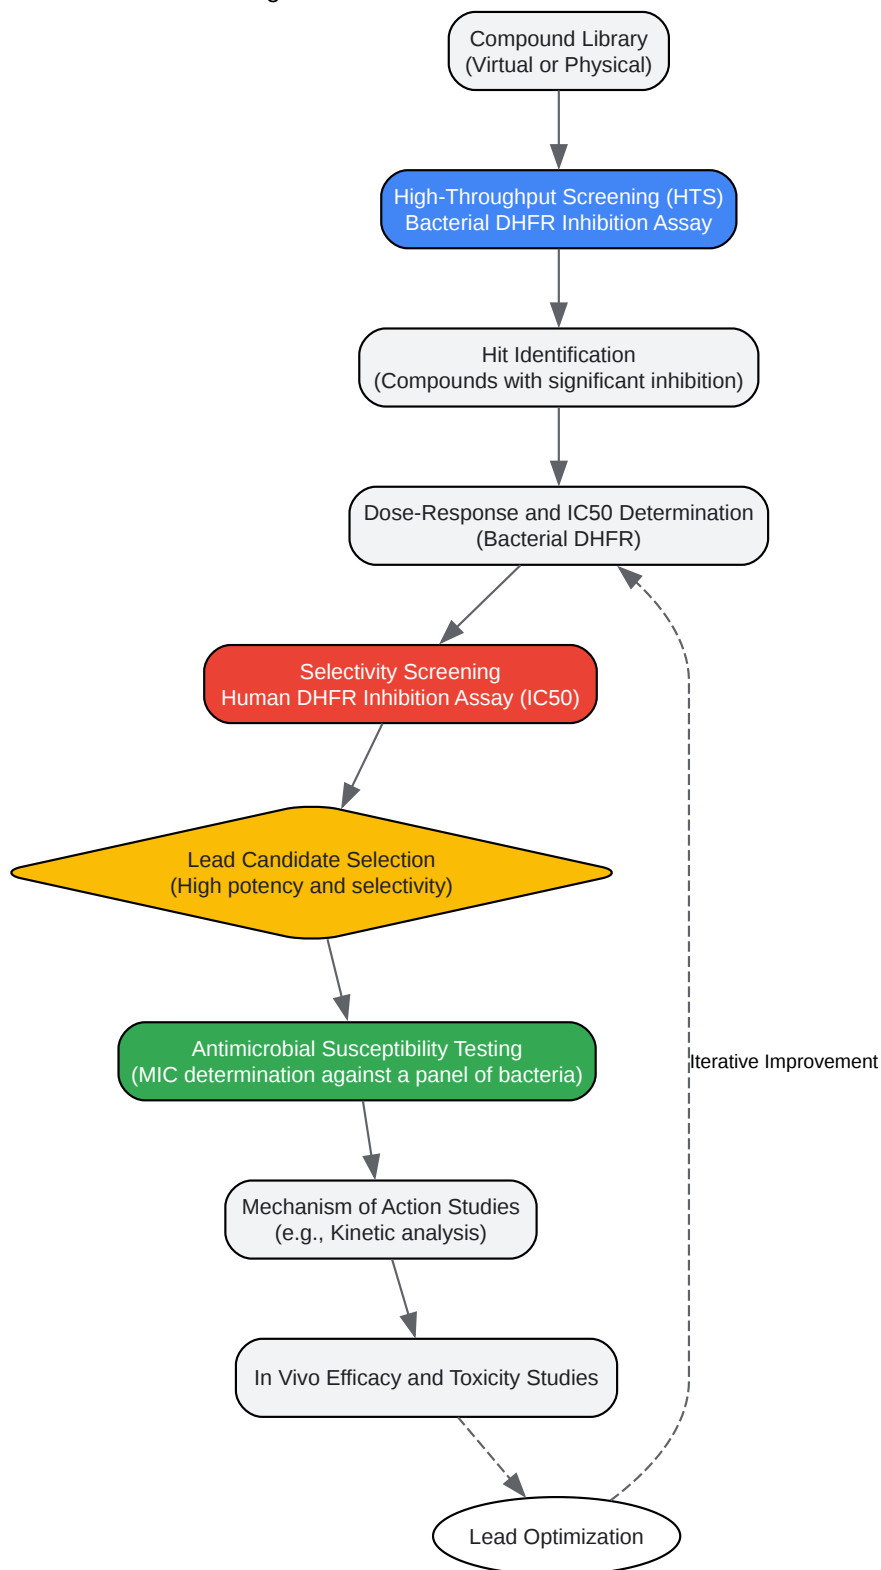 Compound Library
(Virtual or Physical)
High-Throughput Screening (HTS)
Bacterial DHFR Inhibition Assay
Hit Identification
(Compounds with significant inhibition)
Dose-Response and IC50 Determination
(Bacterial DHFR)
Selectivity Screening
Human DHFR Inhibition Assay (IC50)
Lead Candidate Selection
(High potency and selectivity)
Antimicrobial Susceptibility Testing
(MIC determination against a panel of bacteria)
Iterative Improvement
Mechanism of Action Studies
(e.g., Kinetic analysis)
In Vivo Efficacy and Toxicity Studies
Lead Optimization